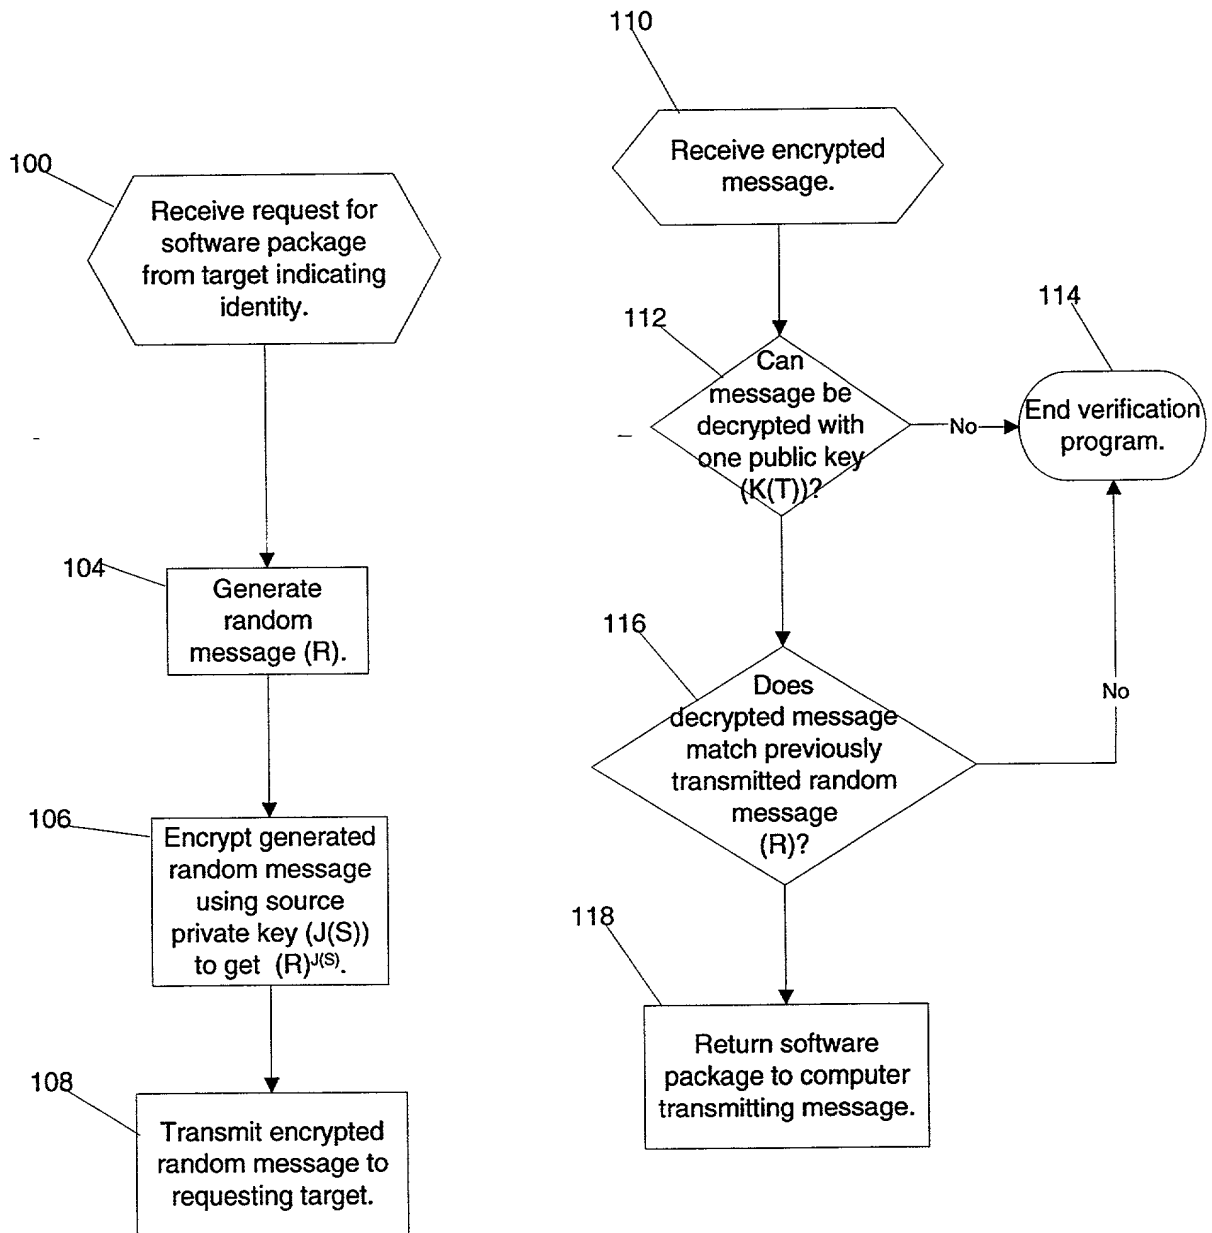 100
Receive request for
software package
from target indicating
identity.
104
Generate
random
message (R).
106
Encrypt generated
random message
using source
private key (J(S))
to get (R)J(S).
108
Transmit encrypted
random message to
requesting target.
110
Receive encrypted
message.
112
Can
message be
decrypted with
one public key
(K(T))?
No
114
End verification
program.
116
Does
decrypted message
match previously
transmitted random
message
(R)?
No
118
Return software
package to computer
transmitting message.